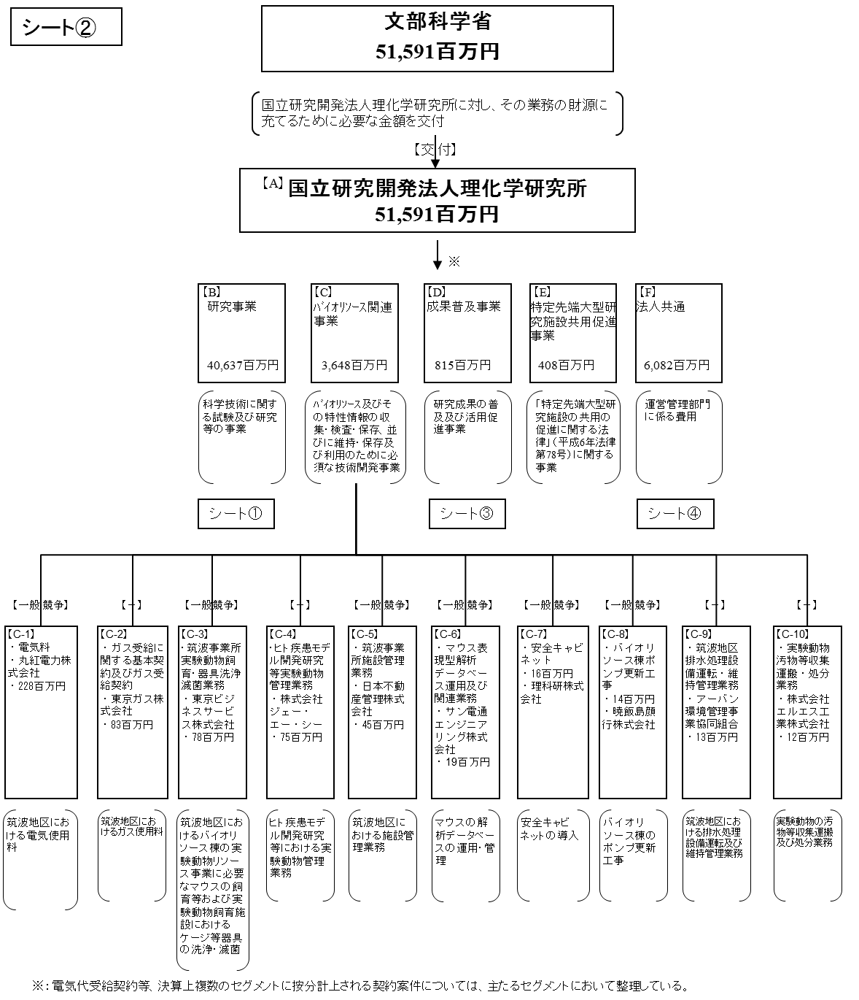 シート②
文部科学省
51,591百万円
国立研究開発法人理化学研究所に対し、その業務の財源に
充てるために必要な金額を交付
【交付】
【A】国立研究開発法人理化学研究所
51,591百万円
※
【B】
研究事業
40,637百万円
【C】
バイオリソース関連
事業
3,648百万円
【D】
成果普及事業
815百万円
【E】
特定先端大型研
究施設共用促進
事業
408百万円
【F】
法人共通
6,082百万円
科学技術に関す
る試験及び研究
等の事業
バイオリソース及びそ
の特性情報の収
集・検査・保存、並
びに維持・保存及
び利用のために必
須な技術開発事業
研究成果の普
及及び活用促
進事業
「特定先端大型研
究施設の共用の
促進に関する法
律」（平成6年法律
第78号）に関する
事業
運営管理部門
に係る費用
シート①
シート③
シート④
【一般競争】
【－】
【一般競争】
【－】
【一般競争】
【一般競争】
【一般競争】
【一般競争】
【－】
【－】
【C-1】
・電気料
・丸紅電力株
式会社
・228百万円
【C-2】
・ガス受給に
関する基本契
約及びガス受
給契約
・東京ガス株
式会社
・83百万円
【C-3】
・筑波事業所
実験動物飼
育・器具洗浄
滅菌業務
・東京ビジ
ネスサービ
ス株式会社
・78百万円
【C-4】
・ヒト疾患モデ
ル開発研究
等実験動物
管理業務
・株式会社
ジェー・
エー・シー
・75百万円
【C-5】
・筑波事業
所施設管理
業務
・日本不動
産管理株式
会社
・45百万円
【C-6】
・マウス表
現型解析
データベー
ス運用及び
関連業務
・サン電通
エンジニア
リング株式
会社
・19百万円
【C-7】
・安全キャビ
ネット
・16百万円
・理科研株式
会社
【C-8】
・バイオリ
ソース棟ポ
ンプ更新工
事
・14百万円
・暁飯島顔
行株式会社
【C-9】
・筑波地区
排水処理設
備運転・維
持管理業務
・アーバン
環境管理事
業協同組合
・13百万円
【C-10】
・実験動物
汚物等収集
運搬・処分
業務
・株式会社
エルエス工
業株式会社
・12百万円
筑波地区にお
ける電気使用
料
筑波地区にお
けるガス使用料
筑波地区にお
けるバイオリ
ソース棟の実
験動物リソー
ス事業に必要
なマウスの飼
育等および実
験動物飼育施
設における
ケージ等器具
の洗浄・滅菌
ヒト疾患モデ
ル開発研究
等における実
験動物管理
業務
筑波地区に
おける施設管
理業務
マウスの解
析データベー
スの運用・管
理
安全キャビ
ネットの導入
バイオリ
ソース棟の
ポンプ更新
工事
筑波地区にお
ける排水処理
設備運転及び
維持管理業務
実験動物の汚
物等収集運搬
及び処分業務
※：電気代受給契約等、決算上複数のセグメントに按分計上される契約案件については、主たるセグメントにおいて整理している。